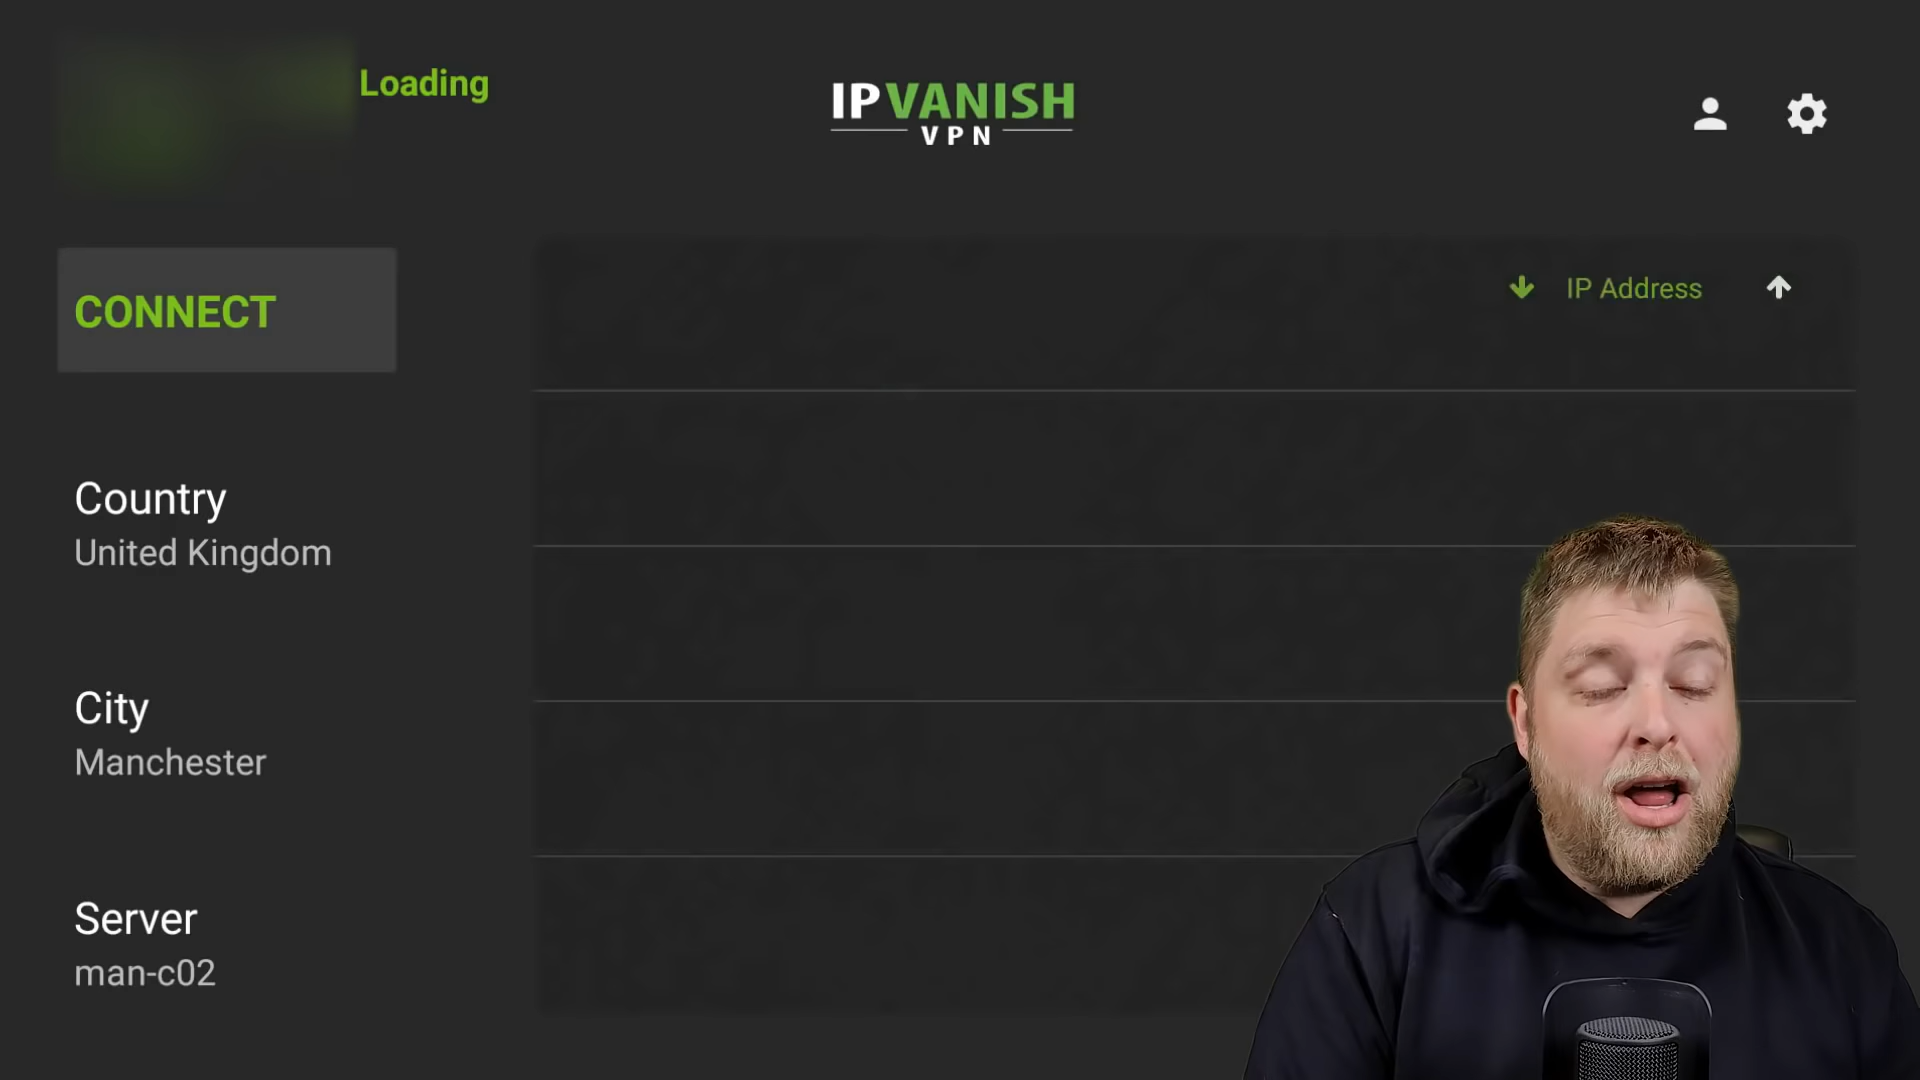 Loading
IPVANISH
VPN
CONNECT
IP Address
Country
United Kingdom
City
Manchester
Server
man-c02